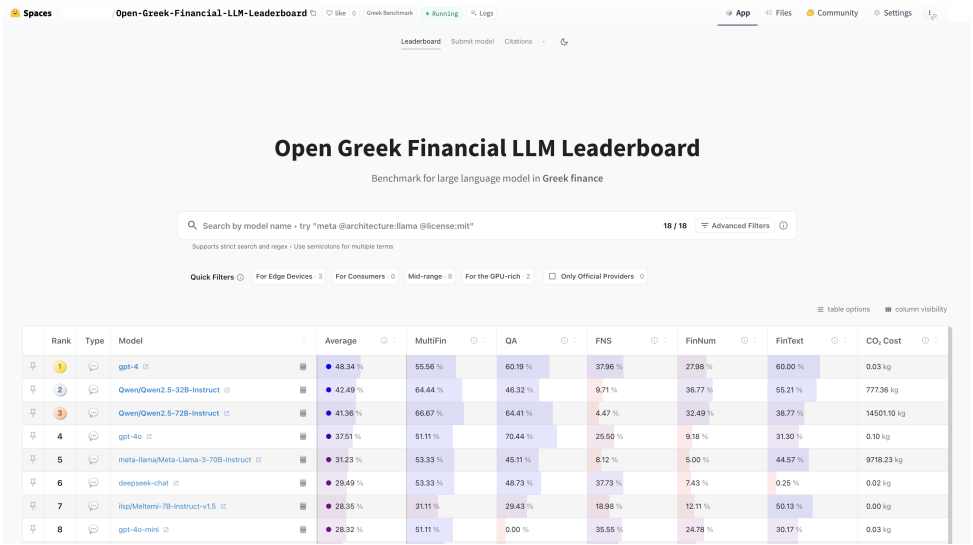 Spaces /Open-Greek-Financial-LLM-Leaderboard like 0 Greek Benchmark Running Logs App Files Community Settings
Leaderboard Submit model Citations
Open Greek Financial LLM Leaderboard
Benchmark for large language model in Greek finance
Search by model name • try "meta @architecture:llama @license:mit" 18 / 18 Advanced Filters
Supports strict search and regex • Use semicolons for multiple terms
Quick Filters For Edge Devices · 3 For Consumers · 0 Mid-range · 8 For the GPU-rich · 2 Only Official Providers · 0
table options column visibility
Rank Type Model Average MultiFin QA FNS FinNum FinText CO₂ Cost
1 gpt-4 48.34 % 55.56 % 60.19 % 37.96 % 27.98 % 60.00 % 0.03 kg
2 Qwen/Qwen2.5-32B-Instruct 42.49 % 64.44 % 46.32 % 9.71 % 36.77 % 55.21 % 777.36 kg
3 Qwen/Qwen2.5-72B-Instruct 41.36 % 66.67 % 64.41 % 4.47 % 32.49 % 38.77 % 14501.10 kg
4 gpt-4o 37.51 % 51.11 % 70.44 % 25.50 % 9.18 % 31.30 % 0.10 kg
5 meta-llama/Meta-Llama-3-70B-Instruct 31.23 % 53.33 % 45.11 % 8.12 % 5.00 % 44.57 % 9718.23 kg
6 deepseek-chat 29.49 % 53.33 % 48.73 % 37.73 % 7.43 % 0.25 % 0.02 kg
7 ilsp/Meltemi-7B-Instruct-v1.5 28.35 % 31.11 % 29.43 % 18.98 % 12.11 % 50.13 % 0.00 kg
8 gpt-4o-mini 28.32 % 51.11 % 0.00 % 35.55 % 24.78 % 30.17 % 0.03 kg